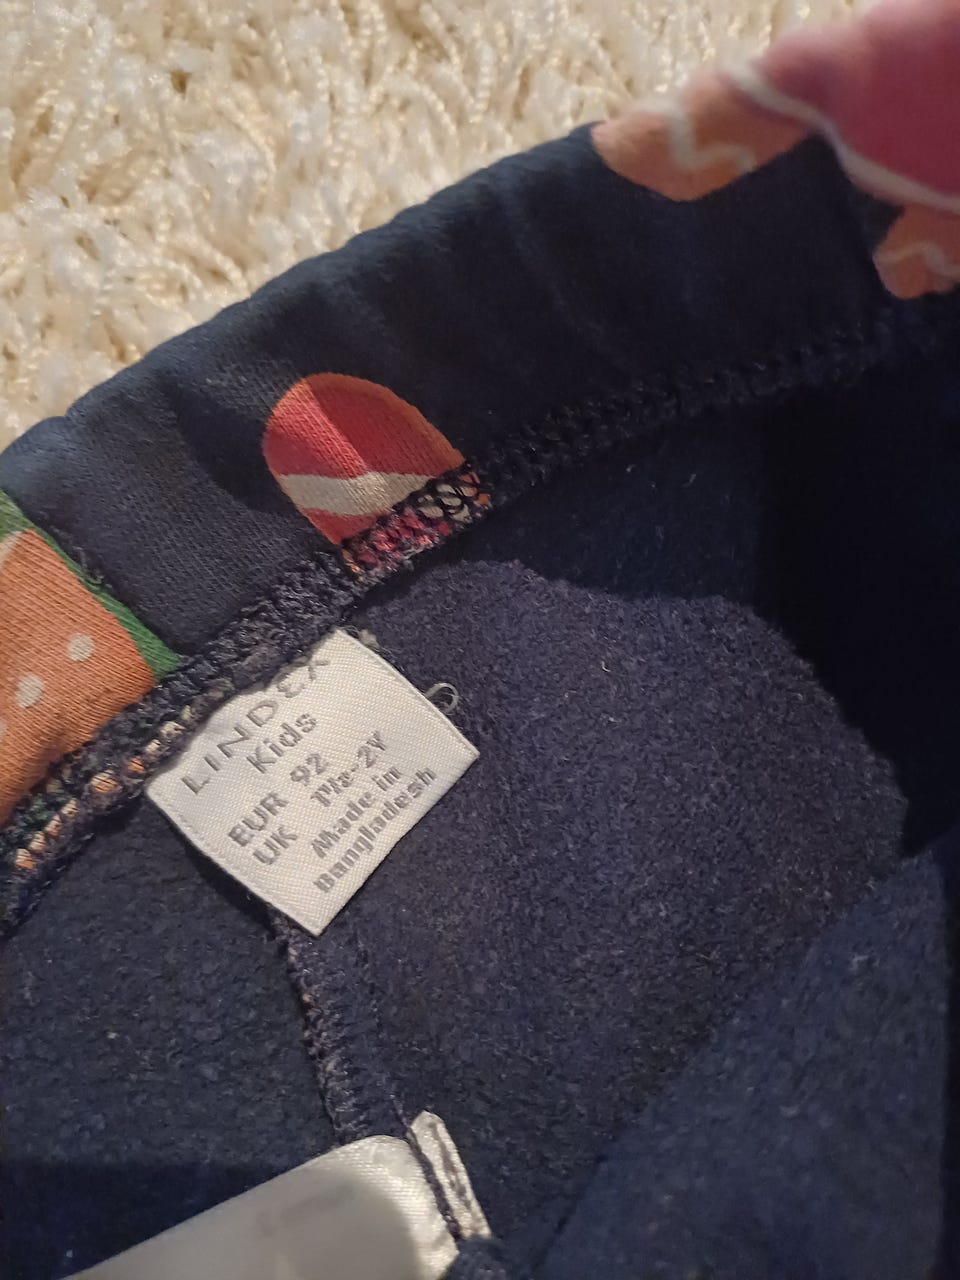 LINDEX
Kids
EUR 92
UK 1½-2Y
Made in
Bangladesh